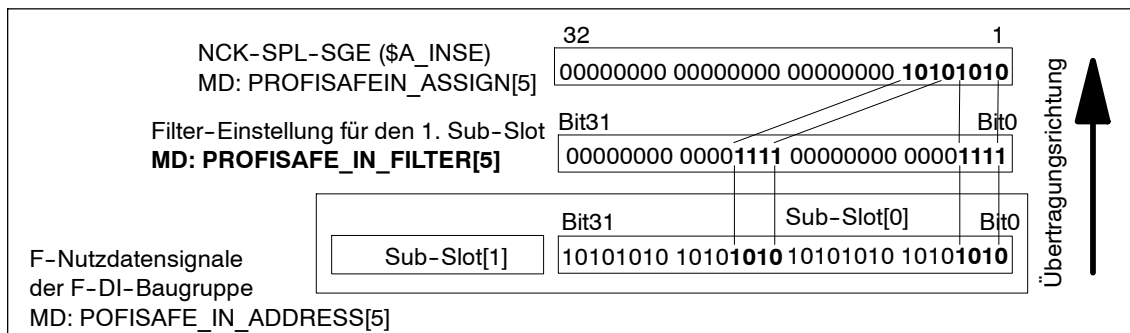 32 1
NCK-SPL-SGE ($A_INSE)
00000000 00000000 00000000 10101010
MD: PROFISAFEIN_ASSIGN[5]
Filter-Einstellung für den 1. Sub-Slot
Bit31 Bit0
MD: PROFISAFE_IN_FILTER[5]
00000000 00001111 00000000 00001111
Übertragungsrichtung
Bit31 Sub-Slot[0] Bit0
Sub-Slot[1]
10101010 10101010 10101010 10101010
F-Nutzdatensignale
der F-DI-Baugruppe
MD: POFISAFE_IN_ADDRESS[5]